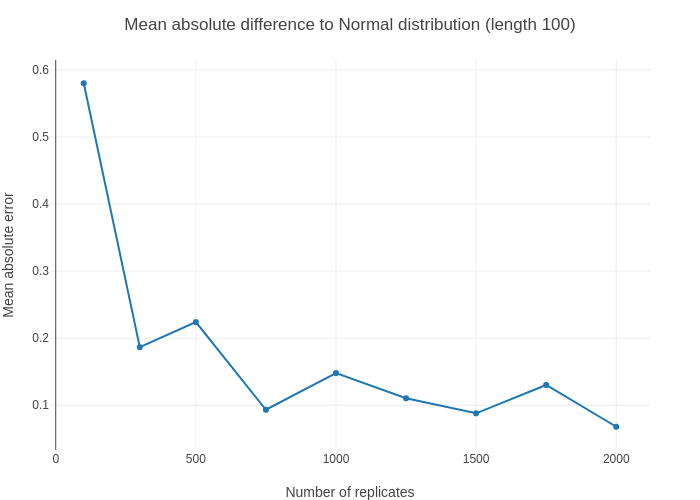 Mean absolute difference to Normal distribution (length 100)
Mean absolute error
0.6
0.5
0.4
0.3
0.2
0.1
0 500 1000 1500 2000
Number of replicates